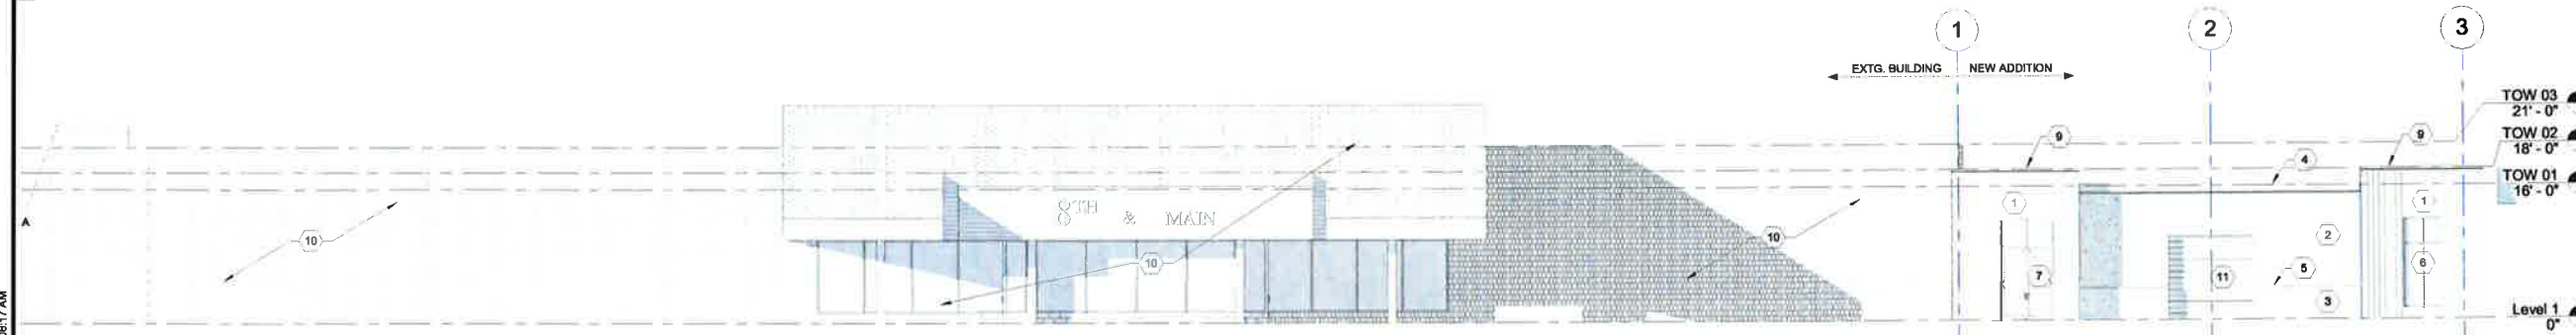 1
2
3
EXTG. BUILDING NEW ADDITION
TOW 03
21' - 0"
9
9
TOW 02
18' - 0"
4
TOW 01
16' - 0"
1
1
A
8TH & MAIN
10
10
10
2
7
11
5
6
3
Level 1
0"